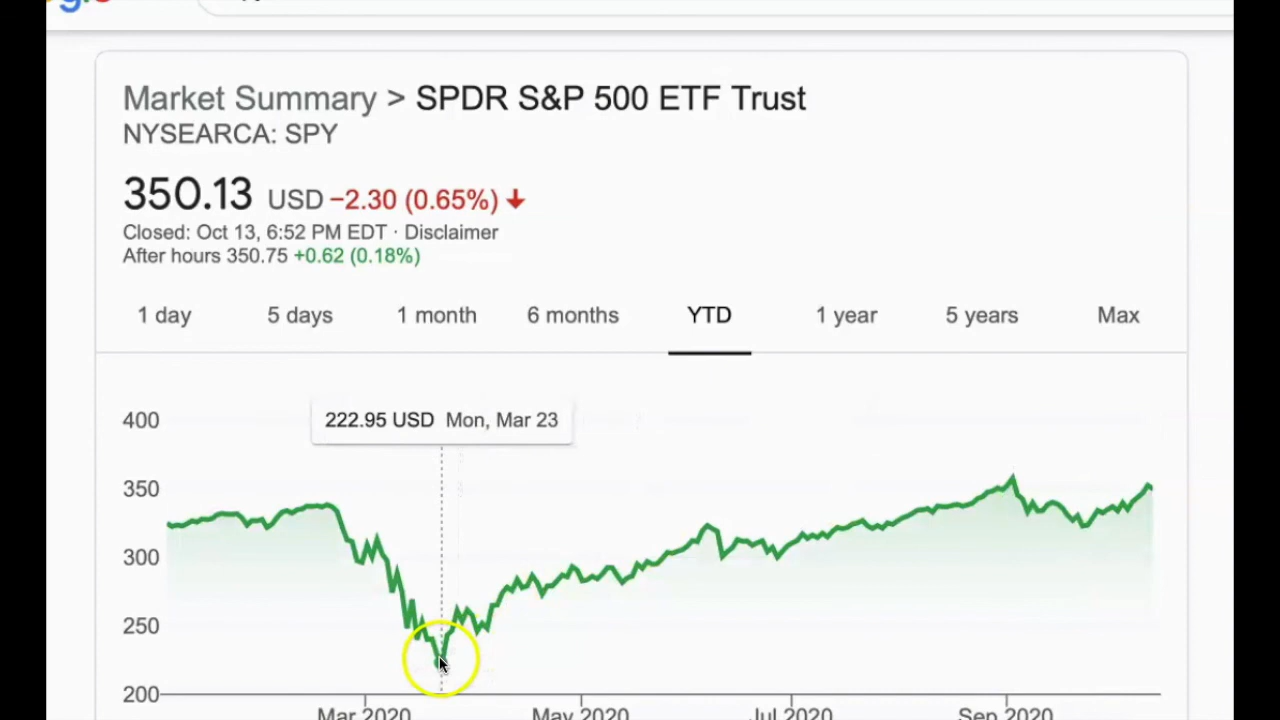 Market Summary > SPDR S&P 500 ETF Trust
NYSEARCA: SPY
350.13 USD −2.30 (0.65%)
Closed: Oct 13, 6:52 PM EDT · Disclaimer
After hours 350.75 +0.62 (0.18%)
1 day 5 days 1 month 6 months YTD 1 year 5 years Max
222.95 USD Mon, Mar 23
400
350
300
250
200
Mar 2020 May 2020 Jul 2020 Sep 2020